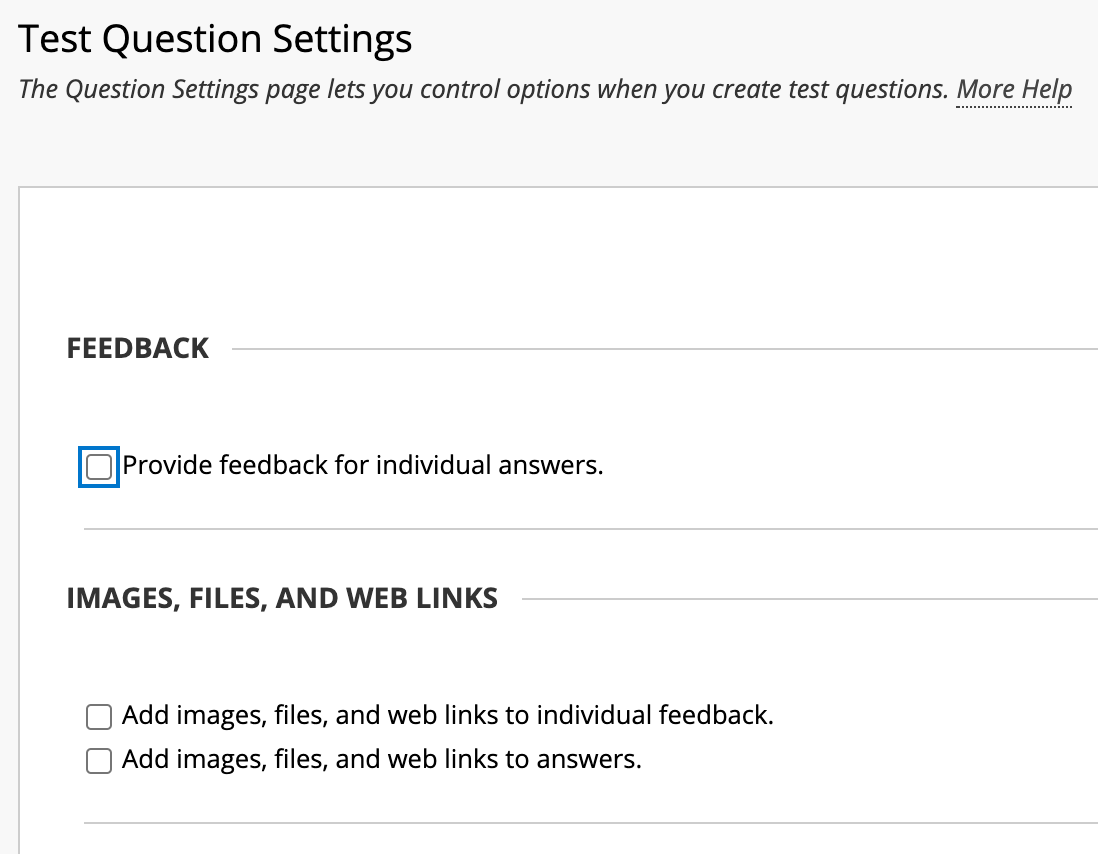 Test Question Settings
The Question Settings page lets you control options when you create test questions. More Help
FEEDBACK
Provide feedback for individual answers.
IMAGES, FILES, AND WEB LINKS
Add images, files, and web links to individual feedback.
Add images, files, and web links to answers.